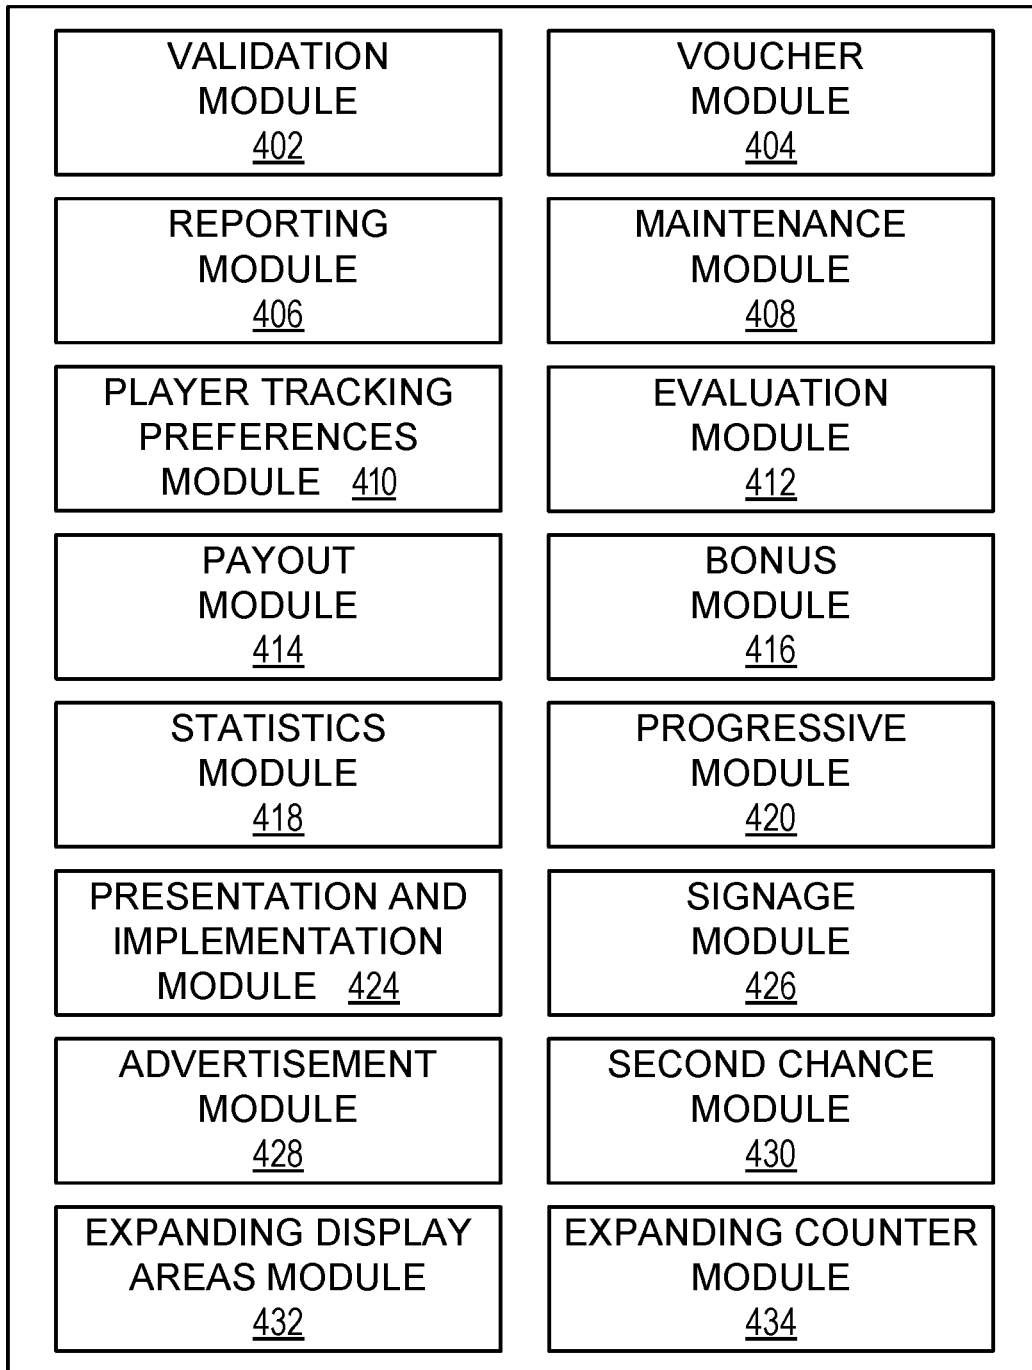 VALIDATION
MODULE
402
VOUCHER
MODULE
404
REPORTING
MODULE
406
MAINTENANCE
MODULE
408
PLAYER TRACKING
PREFERENCES
MODULE 410
EVALUATION
MODULE
412
PAYOUT
MODULE
414
BONUS
MODULE
416
STATISTICS
MODULE
418
PROGRESSIVE
MODULE
420
PRESENTATION AND
IMPLEMENTATION
MODULE 424
SIGNAGE
MODULE
426
ADVERTISEMENT
MODULE
428
SECOND CHANCE
MODULE
430
EXPANDING DISPLAY
AREAS MODULE
432
EXPANDING COUNTER
MODULE
434